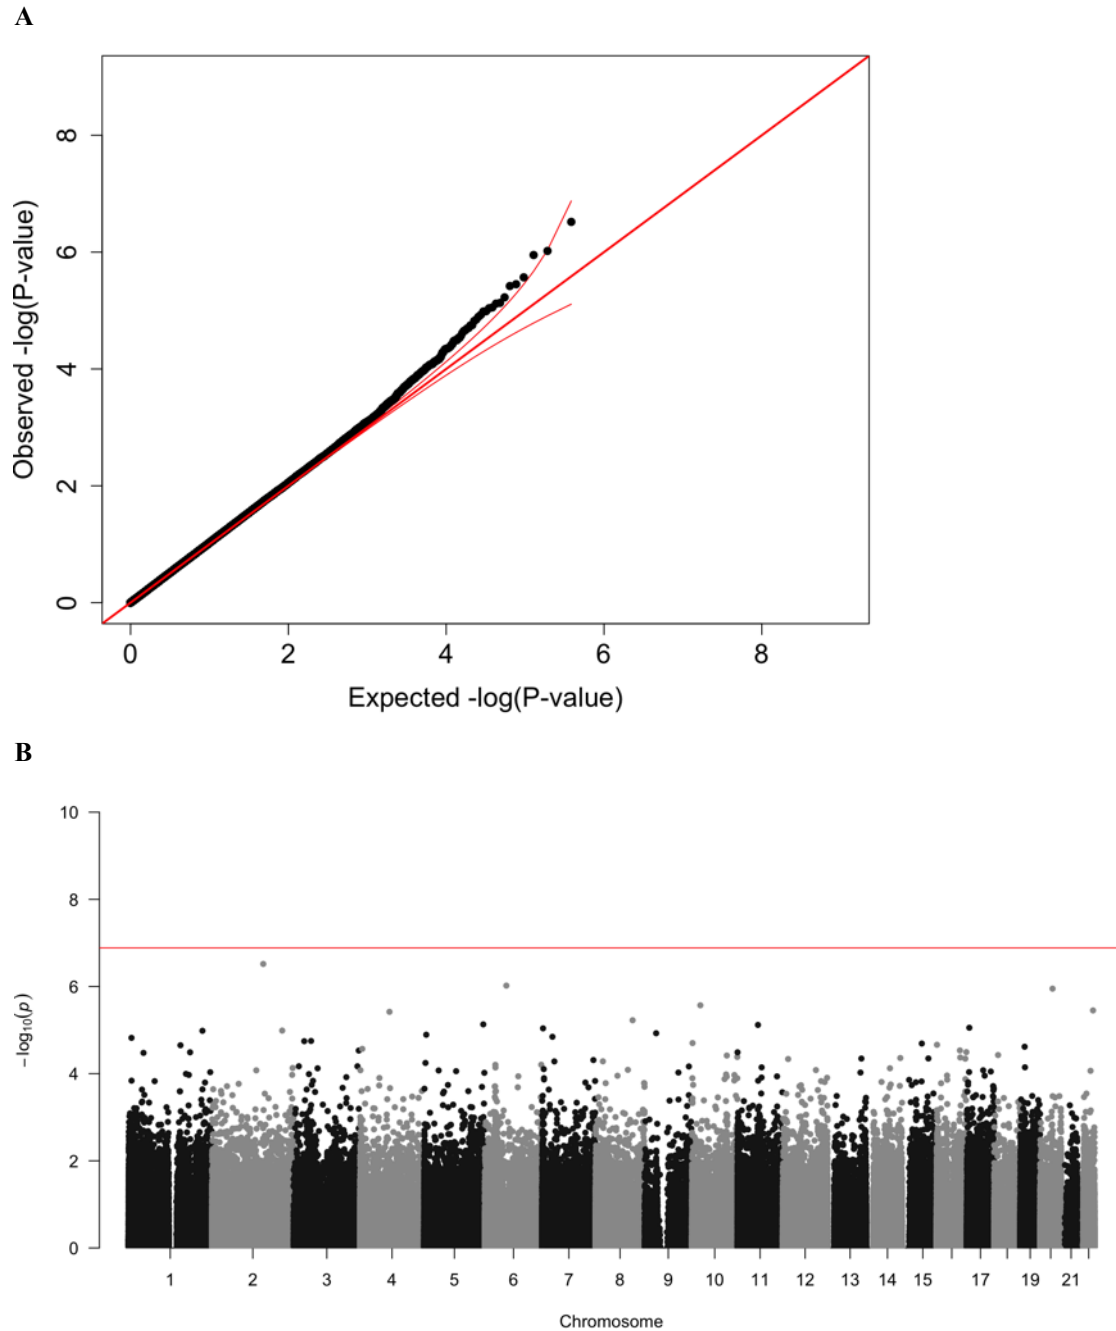 A
8
6
4
2
0
Observed -log(P-value)
0 2 4 6 8
Expected -log(P-value)
B
10
8
6
4
2
0
−log10(p)
1 2 3 4 5 6 7 8 9 10 11 12 13 14 15 17 19 21
Chromosome